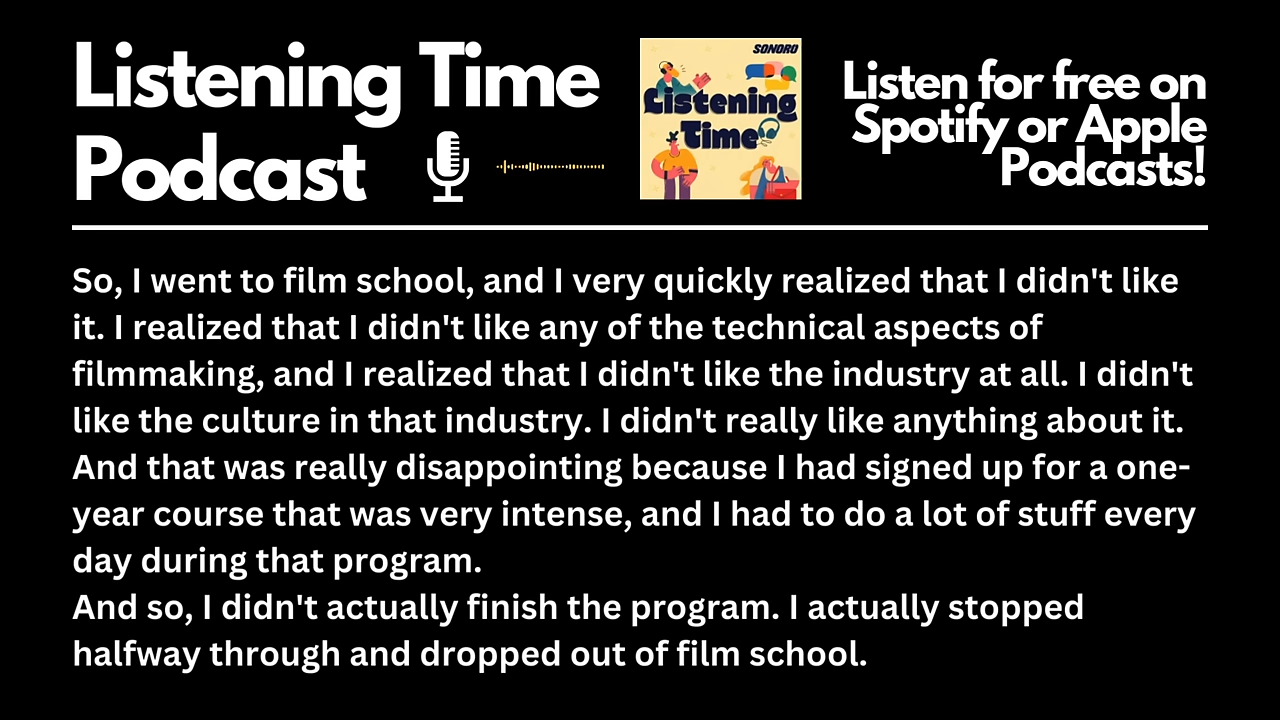 Listening Time
Podcast
SONORO
Listening
Time
Listen for free on
Spotify or Apple
Podcasts!
So, I went to film school, and I very quickly realized that I didn't like
it. I realized that I didn't like any of the technical aspects of
filmmaking, and I realized that I didn't like the industry at all. I didn't
like the culture in that industry. I didn't really like anything about it.
And that was really disappointing because I had signed up for a one-
year course that was very intense, and I had to do a lot of stuff every
day during that program.
And so, I didn't actually finish the program. I actually stopped
halfway through and dropped out of film school.